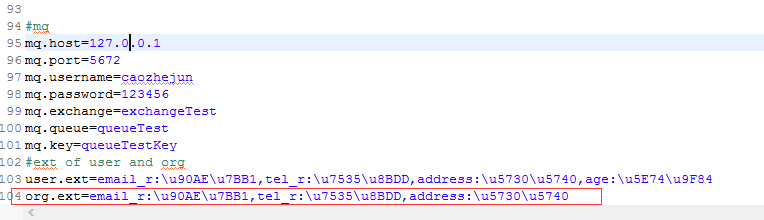 93
94 #mq
95 mq.host=127.0.0.1
96 mq.port=5672
97 mq.username=caozhejun
98 mq.password=123456
99 mq.exchange=exchangeTest
100 mq.queue=queueTest
101 mq.key=queueTestKey
102 #ext of user and org
103 user.ext=email_r:\u90AE\u7BB1,tel_r:\u7535\u8BDD,address:\u5730\u5740,age:\u5E74\u9F84
104 org.ext=email_r:\u90AE\u7BB1,tel_r:\u7535\u8BDD,address:\u5730\u5740